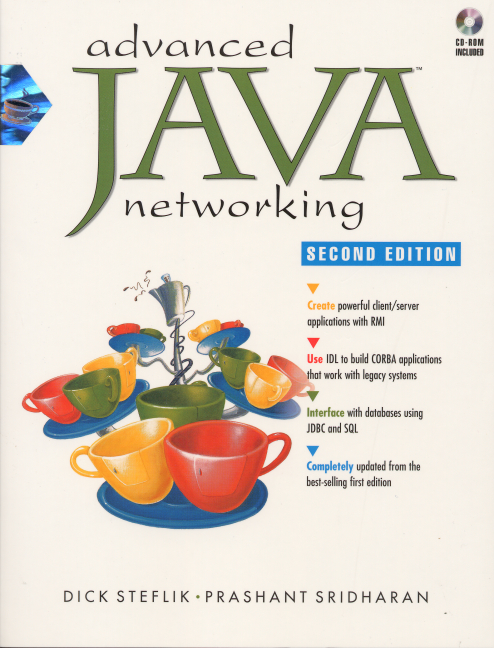 advanced
CD-ROM
INCLUDED
JAVA™
networking
SECOND EDITION
Create powerful client/server
applications with RMI
Use IDL to build CORBA applications
that work with legacy systems
Interface with databases using
JDBC and SQL
Completely updated from the
best-selling first edition
DICK STEFLIK • PRASHANT SRIDHARAN